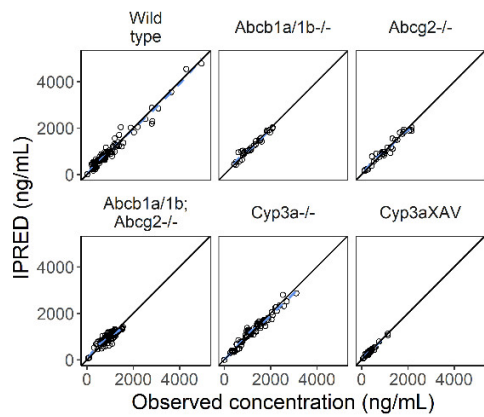 Wild
type
Abcb1a/1b-/-
Abcg2-/-
4000
2000
0
Abcb1a/1b;
Abcg2-/-
Cyp3a-/-
Cyp3aXAV
4000
2000
0
0 2000 4000 0 2000 4000 0 2000 4000
IPRED (ng/mL)
Observed concentration (ng/mL)